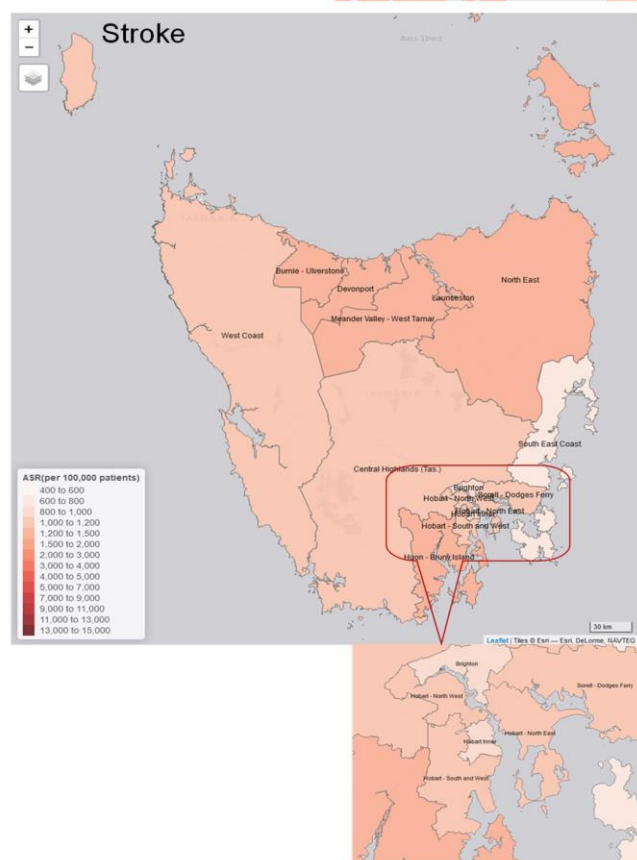 +
−
Stroke
Bass Strait
TASMANIA
Burnie - Ulverstone
Devonport
North East
Launceston
Meander Valley - West Tamar
West Coast
TASMANIA
South East Coast
Central Highlands (Tas.)
Brighton
Hobart - North West
Sorell - Dodges Ferry
Hobart - North East
Hobart Inner
Hobart - South and West
Huon - Bruny Island
ASR(per 100,000 patients)
400 to 600
600 to 800
800 to 1,000
1,000 to 1,200
1,200 to 1,500
1,500 to 2,000
2,000 to 3,000
3,000 to 4,000
4,000 to 5,000
5,000 to 7,000
7,000 to 9,000
9,000 to 11,000
11,000 to 13,000
13,000 to 15,000
30 km
Leaflet | Tiles © Esri — Esri, DeLorme, NAVTEQ
Brighton
Sorell - Dodges Ferry
Hobart - North West
Hobart - North East
Hobart Inner
Hobart - South and West